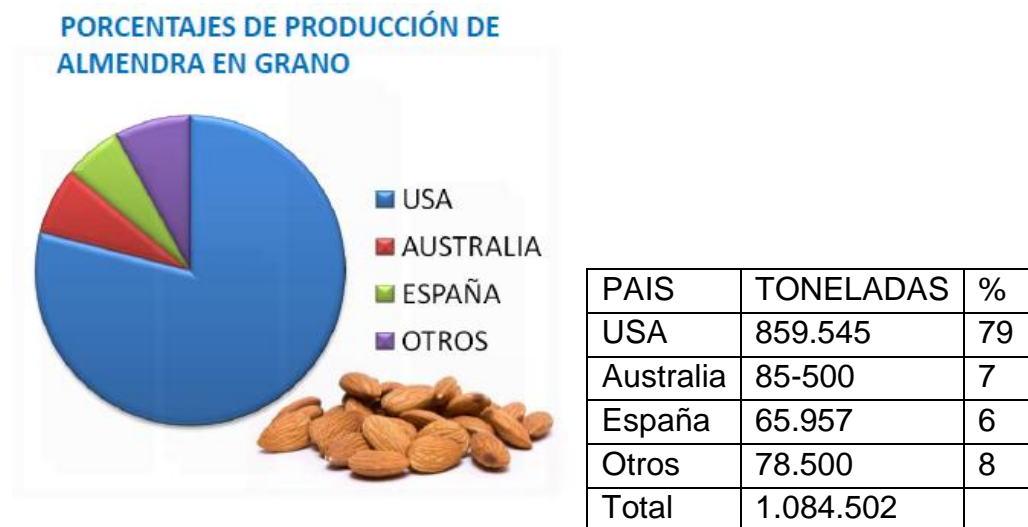 PORCENTAJES DE PRODUCCIÓN DE
ALMENDRA EN GRANO
USA
AUSTRALIA
ESPAÑA
OTROS
PAIS TONELADAS %
USA 859.545 79
Australia 85-500 7
España 65.957 6
Otros 78.500 8
Total 1.084.502